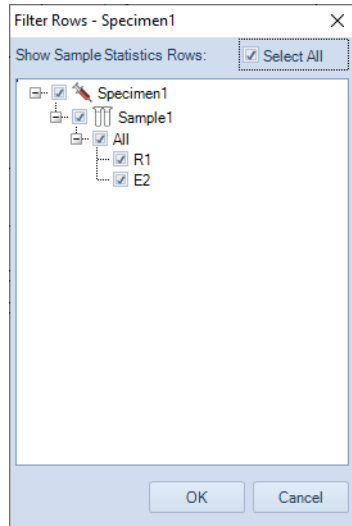 Filter Rows - Specimen1
Show Sample Statistics Rows: Select All
Specimen1
Sample1
All
R1
E2
OK Cancel